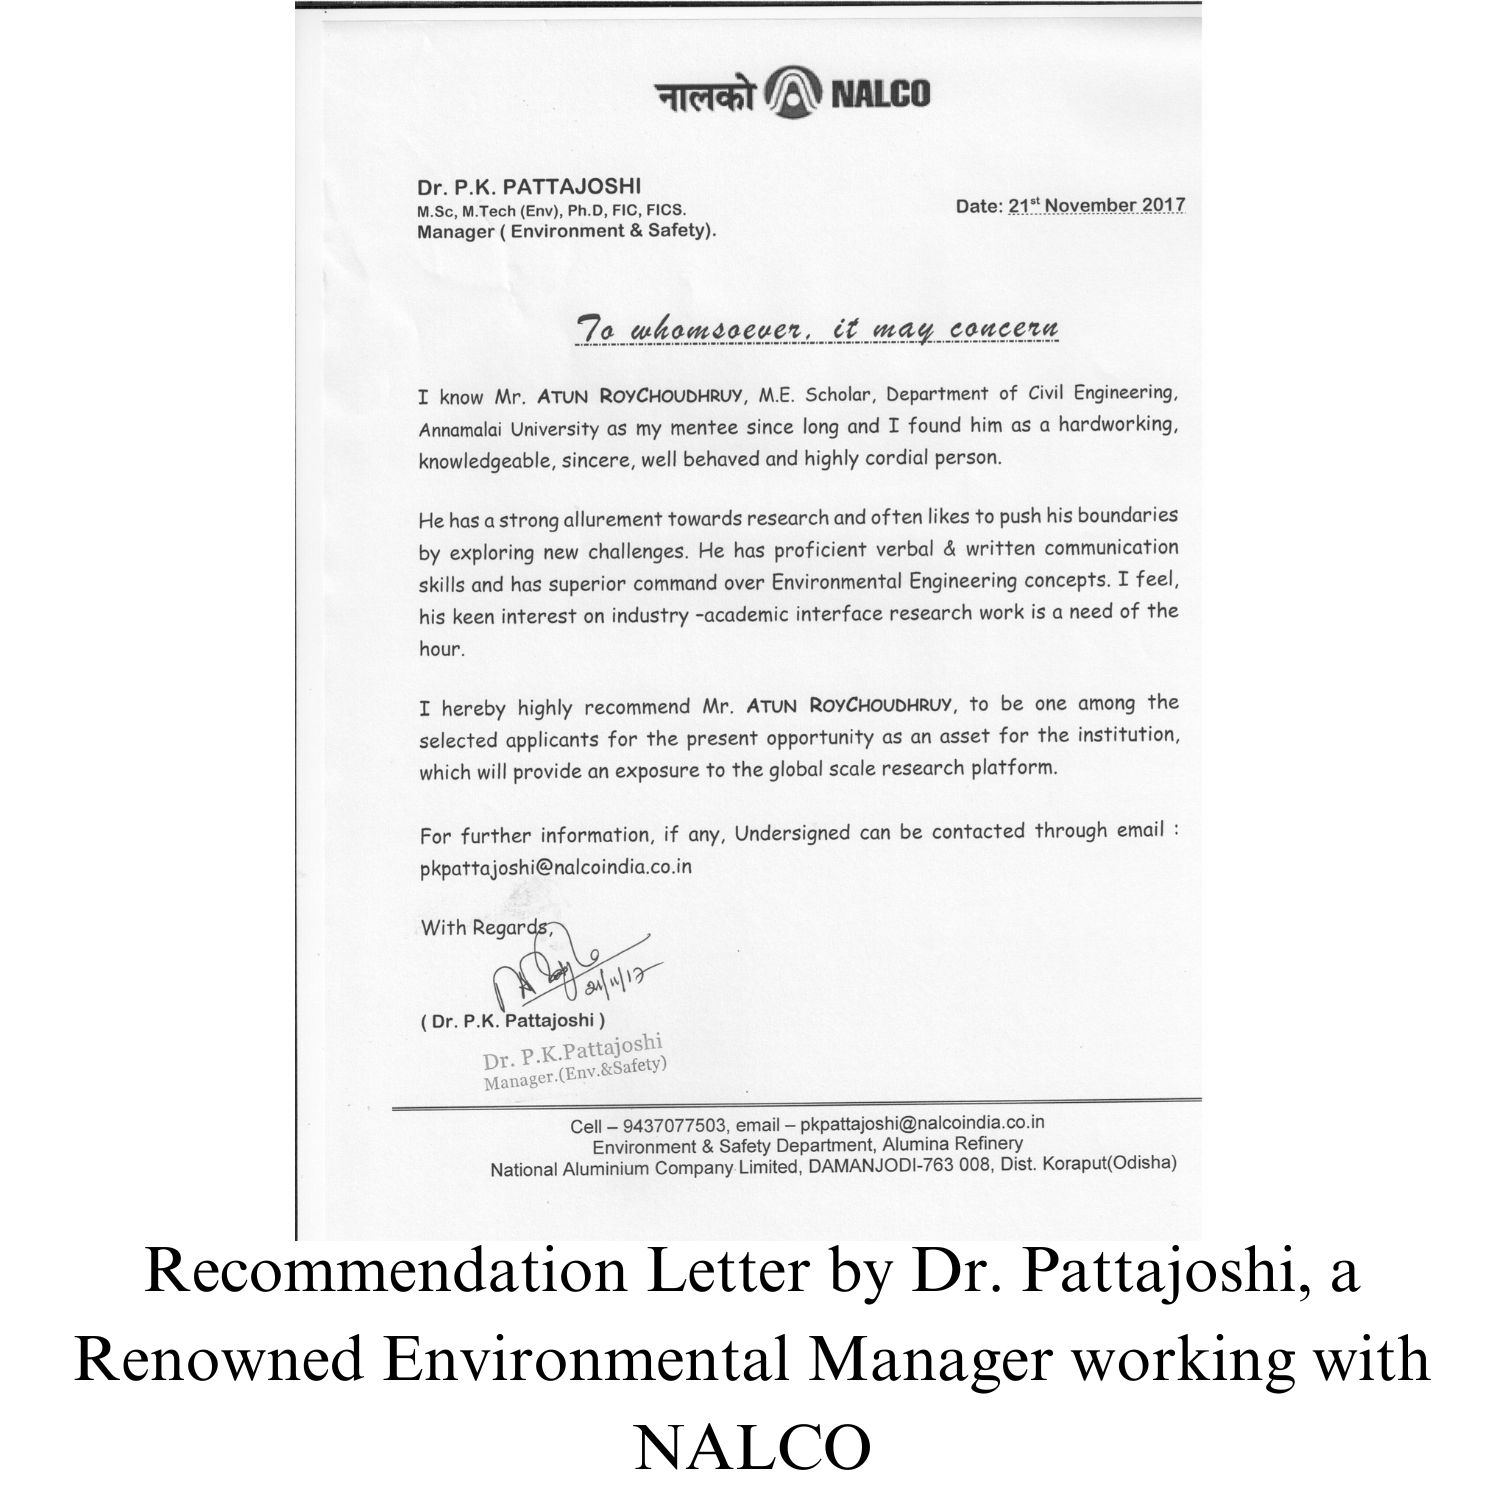 नालको NALCO
Dr. P.K. PATTAJOSHI
M.Sc, M.Tech (Env), Ph.D, FIC, FICS.
Manager ( Environment & Safety).
Date: 21st November 2017
To whomsoever, it may concern
I know Mr. ATUN ROYCHOUDHRUY, M.E. Scholar, Department of Civil Engineering,
Annamalai University as my mentee since long and I found him as a hardworking,
knowledgeable, sincere, well behaved and highly cordial person.
He has a strong allurement towards research and often likes to push his boundaries
by exploring new challenges. He has proficient verbal & written communication
skills and has superior command over Environmental Engineering concepts. I feel,
his keen interest on industry –academic interface research work is a need of the
hour.
I hereby highly recommend Mr. ATUN ROYCHOUDHRUY, to be one among the
selected applicants for the present opportunity as an asset for the institution,
which will provide an exposure to the global scale research platform.
For further information, if any, Undersigned can be contacted through email :
pkpattajoshi@nalcoindia.co.in
With Regards,
21/11/17
( Dr. P.K. Pattajoshi )
Dr. P.K.Pattajoshi
Manager.(Env.&Safety)
Cell – 9437077503, email – pkpattajoshi@nalcoindia.co.in
Environment & Safety Department, Alumina Refinery
National Aluminium Company Limited, DAMANJODI-763 008, Dist. Koraput(Odisha)
Recommendation Letter by Dr. Pattajoshi, a
Renowned Environmental Manager working with
NALCO